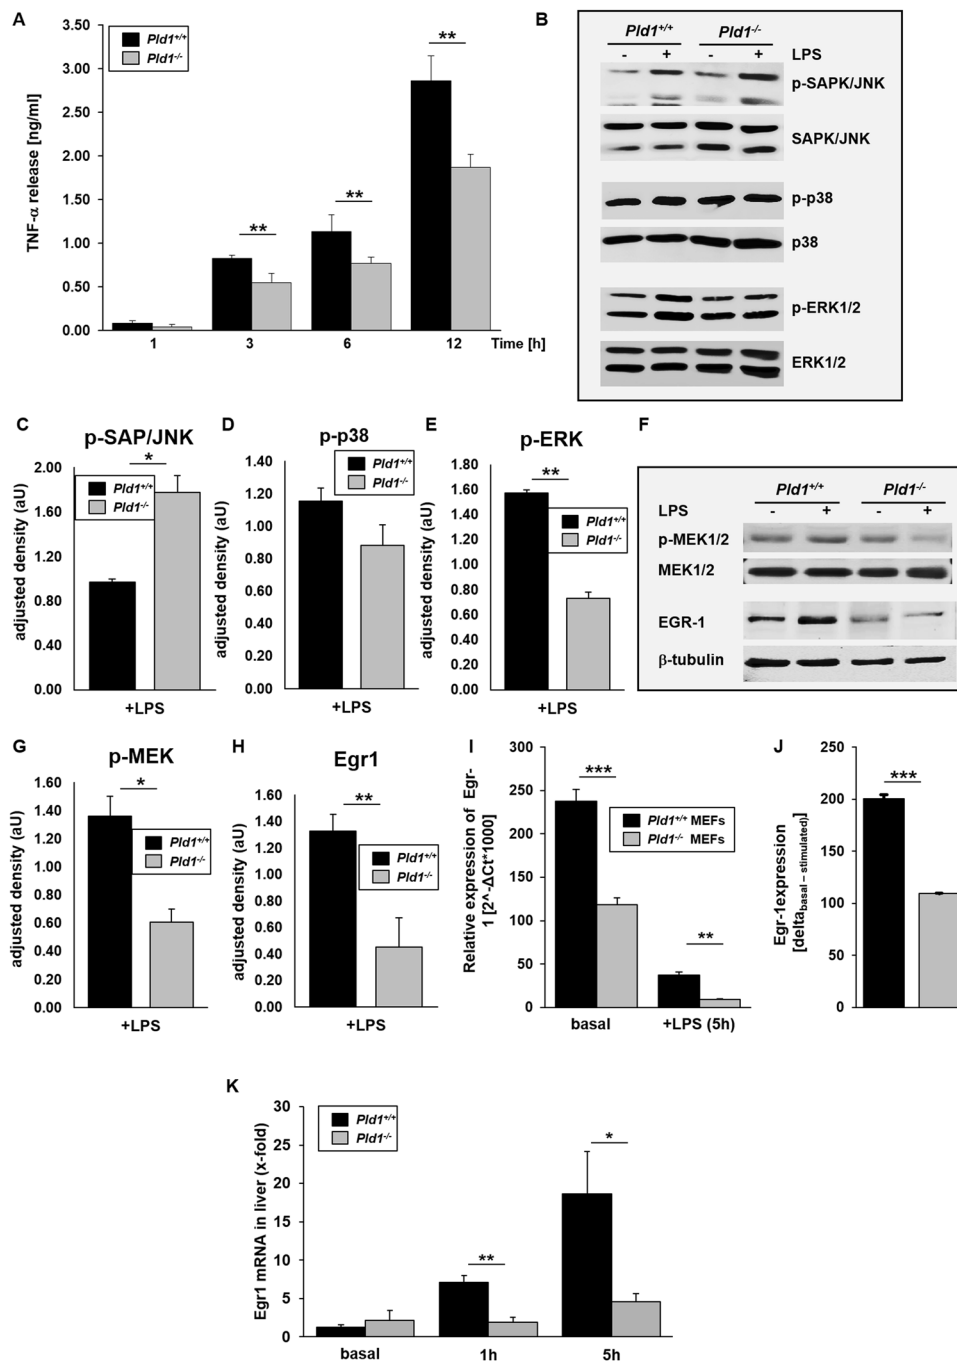 A
TNF-α release [ng/ml]
3.50
3.00
2.50
2.00
1.50
1.00
0.50
0.00
Pld1+/+
Pld1-/-
**
**
**
1 3 6 12 Time [h]
B
Pld1+/+ Pld1-/-
- + - + LPS
p-SAPK/JNK
SAPK/JNK
p-p38
p38
p-ERK1/2
ERK1/2
C
p-SAP/JNK
adjusted density (aU)
2.00
1.60
1.20
0.80
0.40
0.00
*
Pld1+/+
Pld1-/-
+LPS
D
p-p38
adjusted density (aU)
1.40
1.20
1.00
0.80
0.60
0.40
0.20
0.00
Pld1+/+
Pld1-/-
+LPS
E
p-ERK
adjusted density (aU)
1.80
1.60
1.40
1.20
1.00
0.80
0.60
0.40
0.20
0.00
**
Pld1+/+
Pld1-/-
+LPS
F
Pld1+/+ Pld1-/-
LPS - + - +
p-MEK1/2
MEK1/2
EGR-1
β-tubulin
G
p-MEK
adjusted density (aU)
1.60
1.40
1.20
1.00
0.80
0.60
0.40
0.20
0.00
*
Pld1+/+
Pld1-/-
+LPS
H
Egr1
adjusted density (aU)
1.60
1.40
1.20
1.00
0.80
0.60
0.40
0.20
0.00
**
Pld1+/+
Pld1-/-
+LPS
I
Relative expression of Egr-
1 [2^-ΔCt*1000]
300
250
200
150
100
50
0
***
Pld1+/+ MEFs
Pld1-/- MEFs
**
basal +LPS (5h)
J
Egr-1expression
[delta basal – stimulated)]
200
150
100
50
0
***
K
Egr1 mRNA in liver (x-fold)
30
25
20
15
10
5
0
Pld1+/+
Pld1-/-
**
*
basal 1h 5h